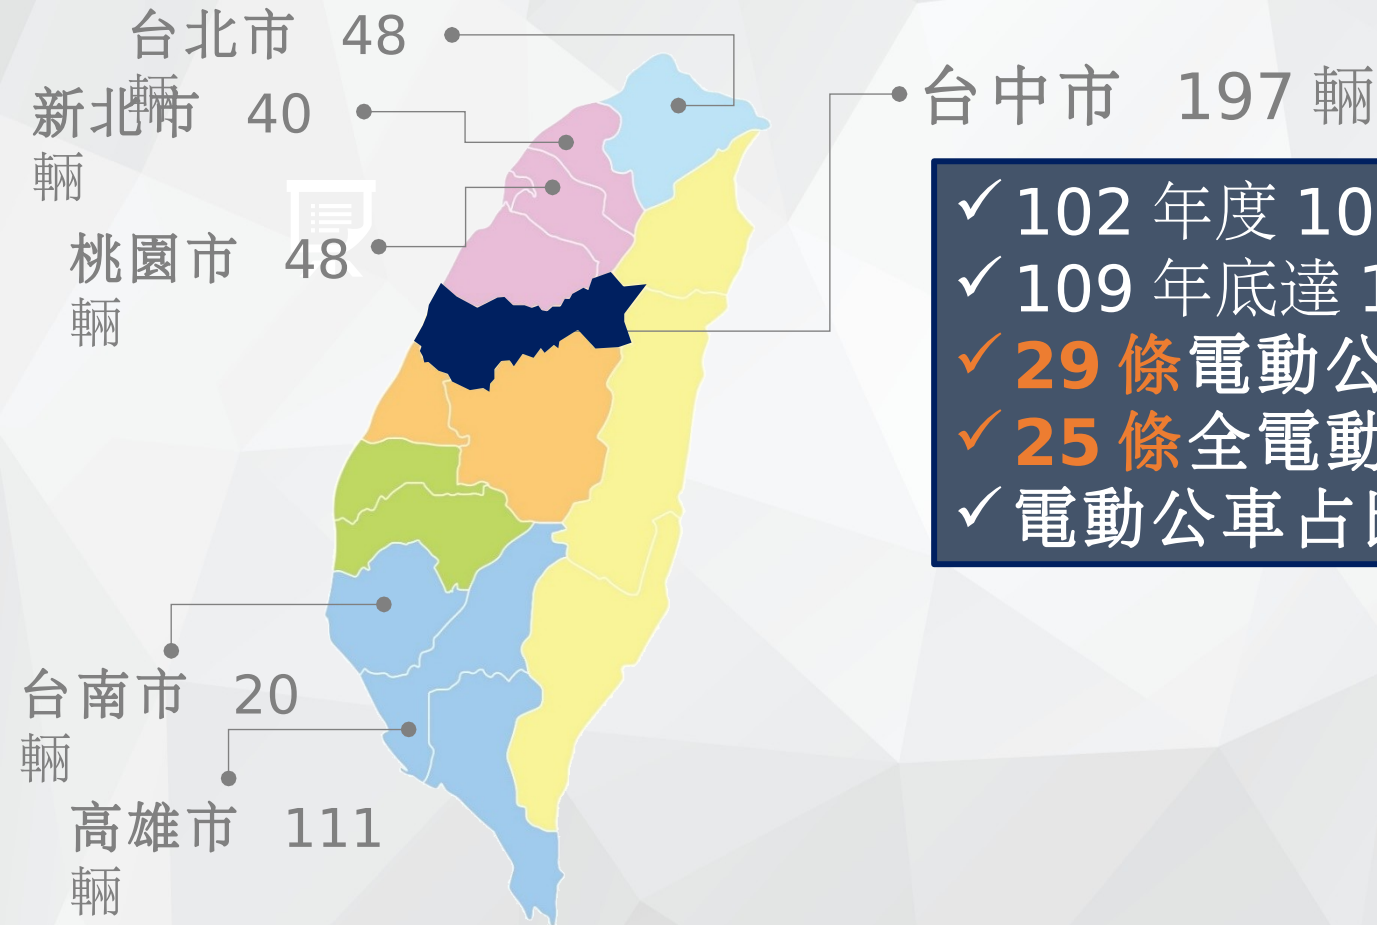 台北市 48
輛
新北市 40
輛
桃園市 48
輛
台南市 20
輛
高雄市 111
輛
台中市 197 輛
✓102 年度 10
✓109 年底達 1
✓29 條電動公
✓25 條全電動
✓電動公車占